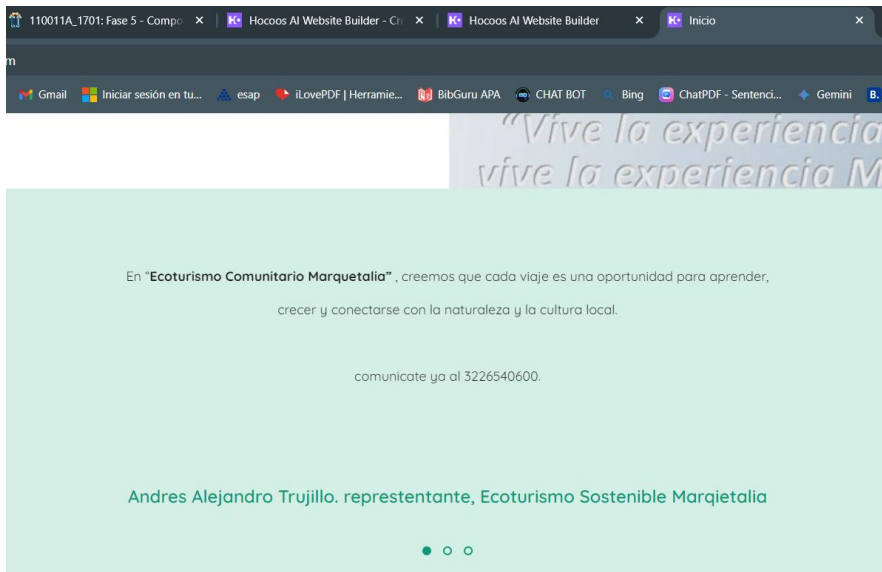 110011A_1701: Fase 5 - Compo
Hocoos AI Website Builder - Cr
Hocoos AI Website Builder
Inicio
m
Gmail
Iniciar sesión en tu...
esap
iLovePDF | Herramie...
BibGuru APA
CHAT BOT
Bing
ChatPDF - Sentenci...
Gemini
B.
“Vive la experiencia
vive la experiencia M
En “Ecoturismo Comunitario Marquetalia” , creemos que cada viaje es una oportunidad para aprender,
crecer y conectarse con la naturaleza y la cultura local.
comunicate ya al 3226540600.
Andres Alejandro Trujillo. represtentante, Ecoturismo Sostenible Marqietalia